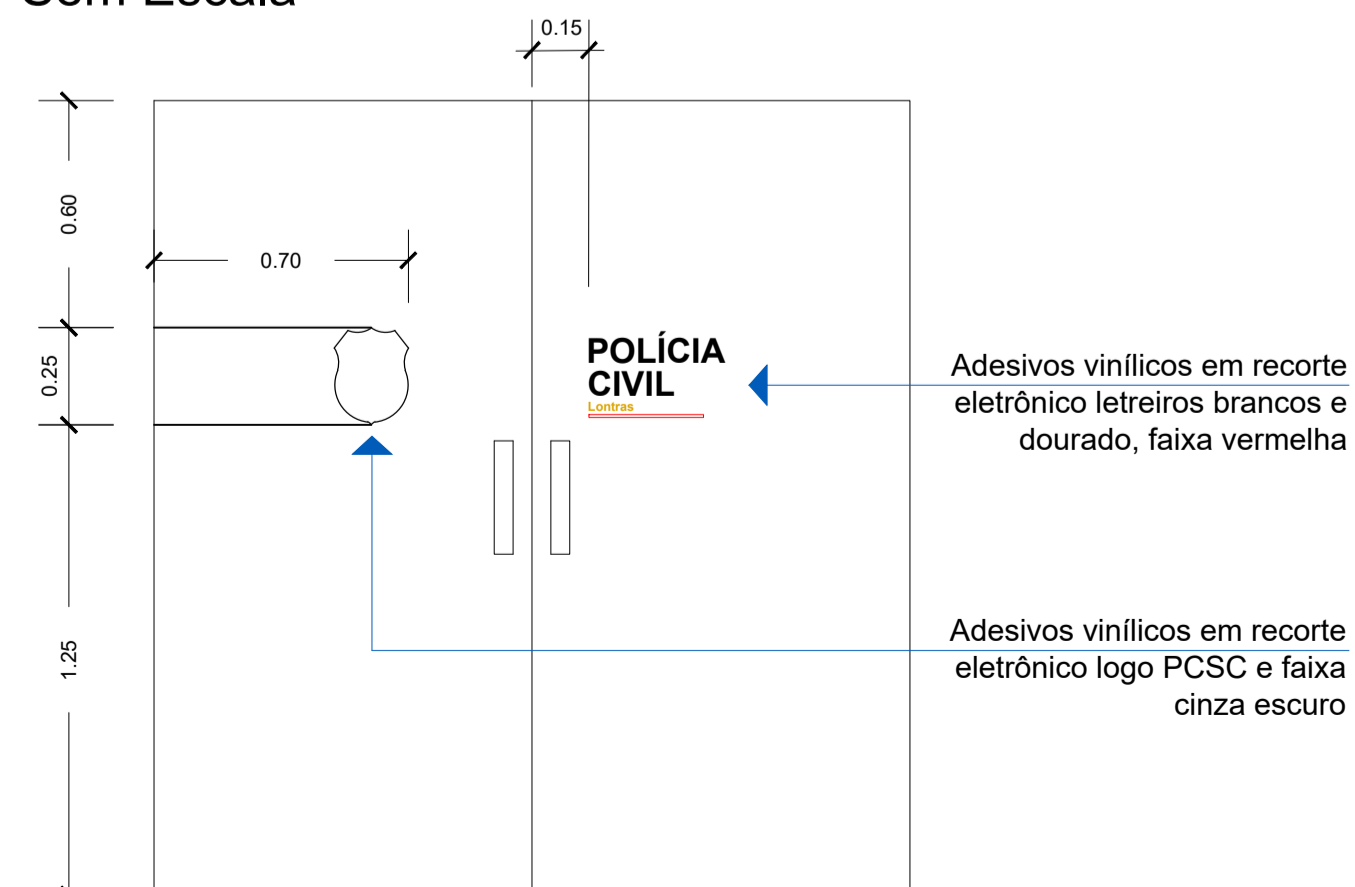 Sem Escala
0.15
0.60
0.70
0.25
POLÍCIA
CIVIL
Lontras
Adesivos vinílicos em recorte
eletrônico letreiros brancos e
dourado, faixa vermelha
1.25
Adesivos vinílicos em recorte
eletrônico logo PCSC e faixa
cinza escuro